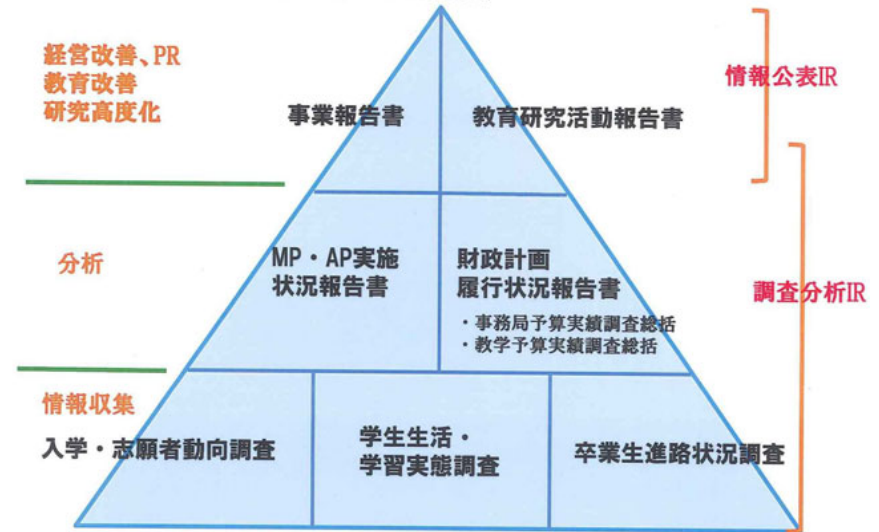 経営改善、PR
教育改善
研究高度化
情報公表IR
事業報告書
教育研究活動報告書
分析
MP・AP実施
状況報告書
財政計画
履行状況報告書
・事務局予算実績調査総括
・教学予算実績調査総括
調査分析IR
情報収集
入学・志願者動向調査
学生生活・
学習実態調査
卒業生進路状況調査